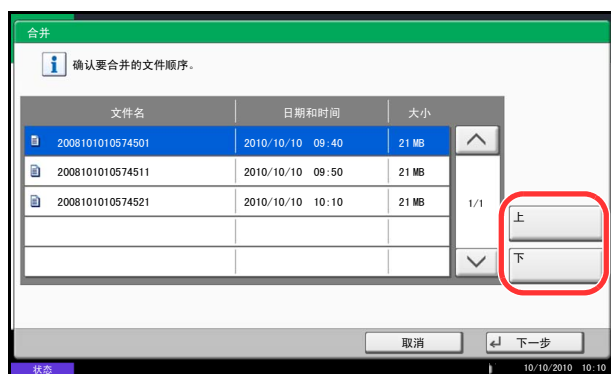 合并
i 确认要合并的文件顺序。
文件名 日期和时间 大小
2008101010574501 2010/10/10 09:40 21 MB
2008101010574511 2010/10/10 09:50 21 MB
2008101010574521 2010/10/10 10:10 21 MB
1/1
上
下
取消 下一步
状态 10/10/2010 10:10